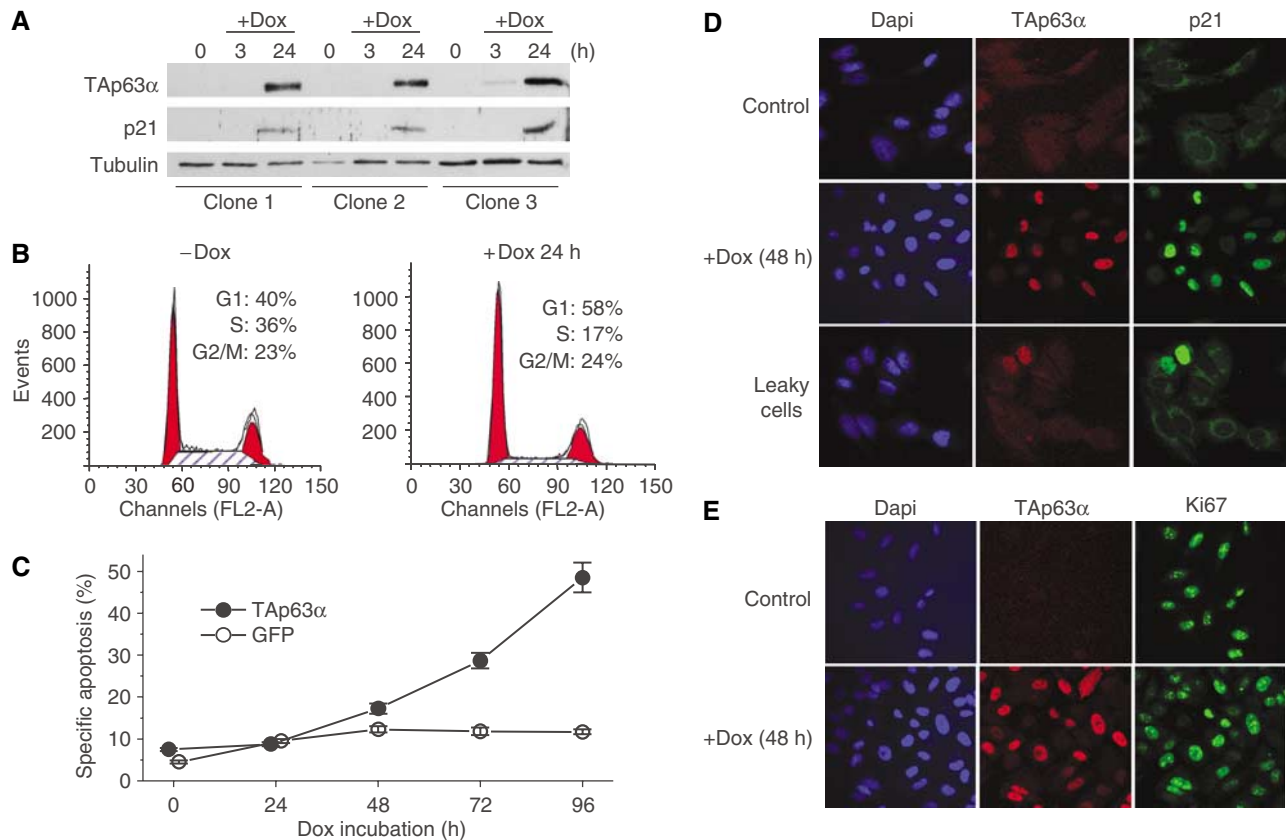 A
+Dox +Dox +Dox
0 3 24 0 3 24 0 3 24 (h)
TAp63α
p21
Tubulin
Clone 1 Clone 2 Clone 3
B
–Dox
G1: 40%
S: 36%
G2/M: 23%
Events
1000
800
600
400
200
0 30 60 90 120 150
Channels (FL2-A)
+Dox 24 h
G1: 58%
S: 17%
G2/M: 24%
1000
800
600
400
200
0 30 60 90 120 150
Channels (FL2-A)
C
Specific apoptosis (%)
50
40
30
20
10
0
TAp63α
GFP
0 24 48 72 96
Dox incubation (h)
D
Dapi TAp63α p21
Control
+Dox (48 h)
Leaky
cells
E
Dapi TAp63α Ki67
Control
+Dox (48 h)